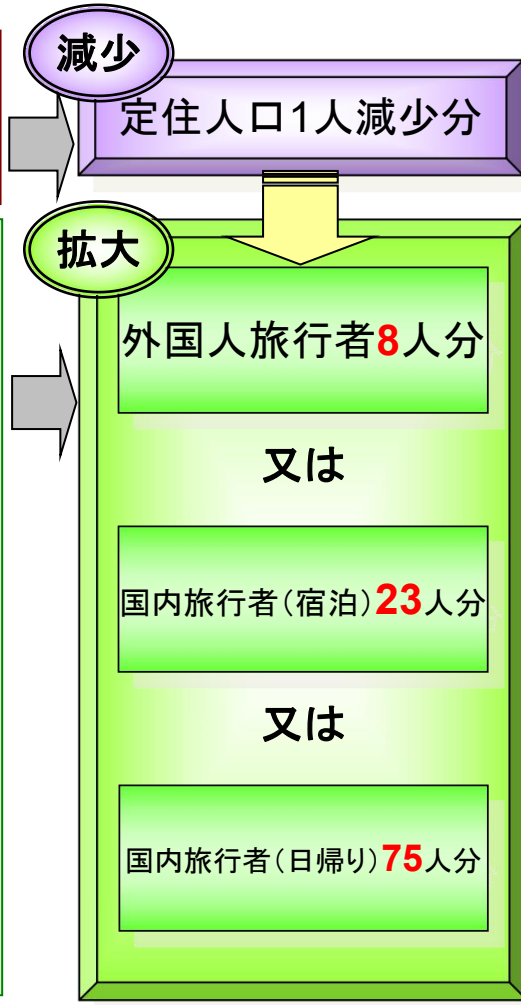 減少
定住人口1人減少分
拡大
外国人旅行者8人分
又は
国内旅行者(宿泊)23人分
又は
国内旅行者(日帰り)75人分